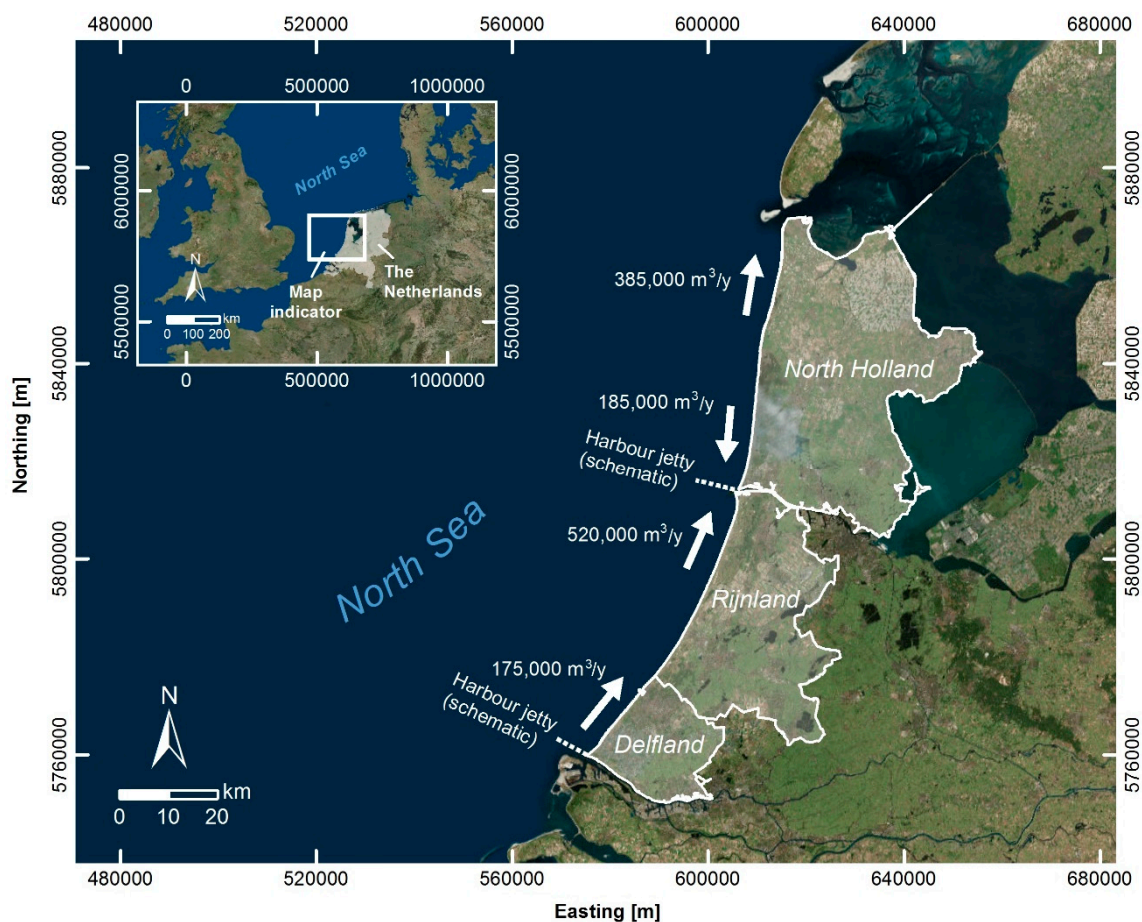 480000 520000 560000 600000 640000 680000
0 500000 1000000
North Sea
6000000
6000000
5880000
5880000
The
Netherlands
Map
indicator
N
km
0 100 200
5500000
5500000
0 500000 1000000
385,000 m³/y
North Holland
5840000
5840000
185,000 m³/y
Harbour jetty
(schematic)
Northing [m]
North Sea
520,000 m³/y
5800000
5800000
Rijnland
175,000 m³/y
Harbour jetty
(schematic)
Delfland
5760000
5760000
N
km
0 10 20
480000 520000 560000 600000 640000 680000
Easting [m]